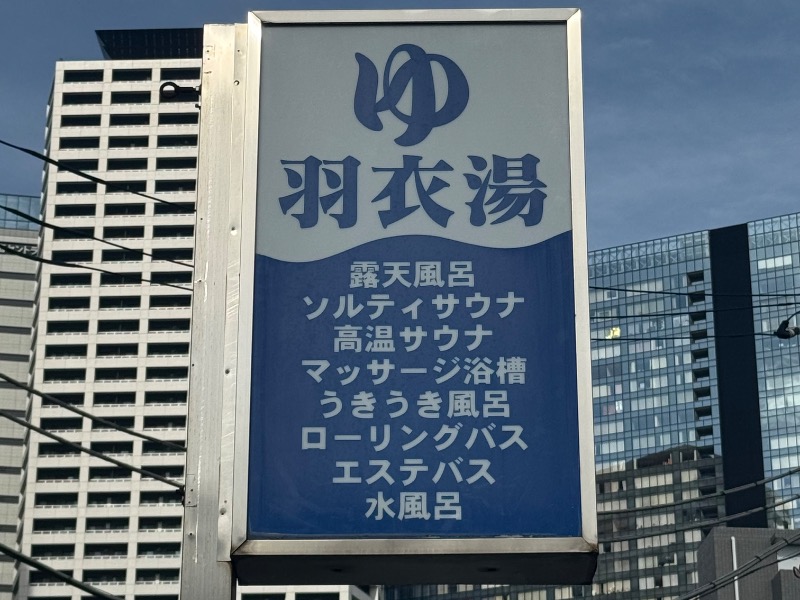 ゆ
羽衣湯
露天風呂
ソルティサウナ
高温サウナ
マッサージ浴槽
うきうき風呂
ローリングバス
エステバス
水風呂